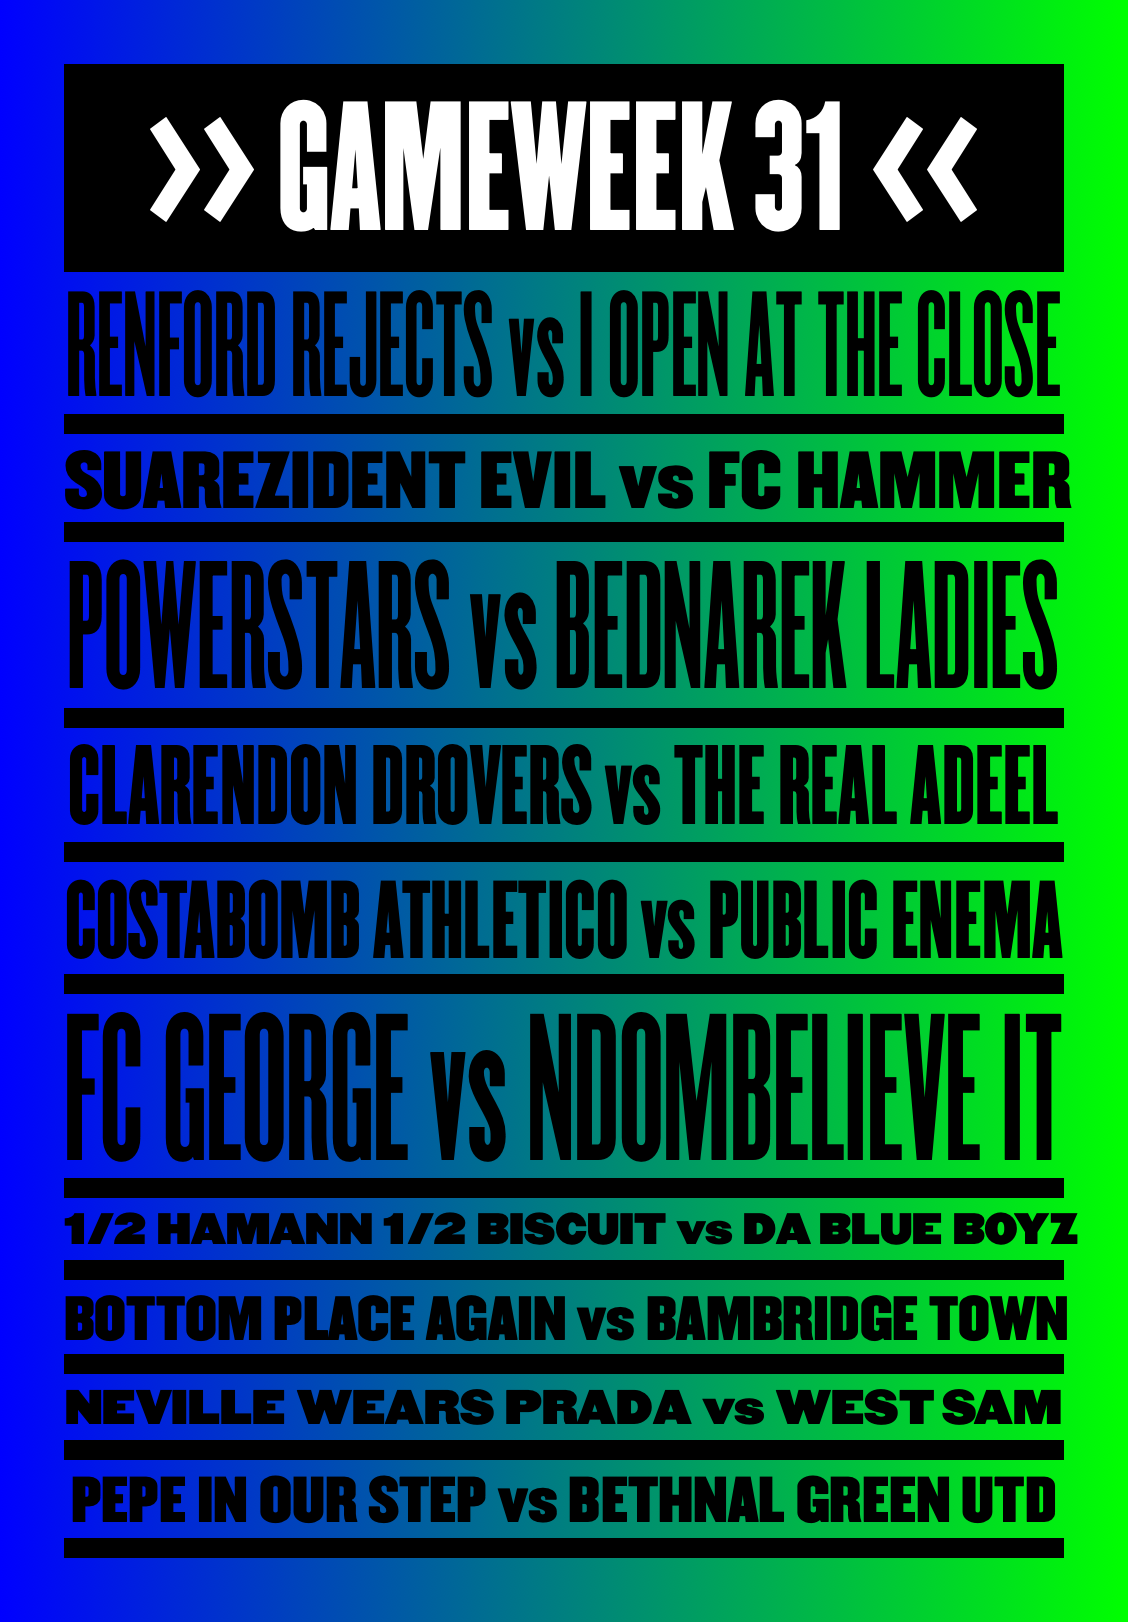 >> GAMEWEEK 31 <<
RENFORD REJECTS vs I OPEN AT THE CLOSE
SUAREZIDENT EVIL vs FC HAMMER
POWERSTARS vs BEDNAREK LADIES
CLARENDON DROVERS vs THE REAL ADEEL
COSTABOMB ATHLETICO vs PUBLIC ENEMA
FC GEORGE vs NDOMBELIEVE IT
1/2 HAMANN 1/2 BISCUIT vs DA BLUE BOYZ
BOTTOM PLACE AGAIN vs BAMBRIDGE TOWN
NEVILLE WEARS PRADA vs WEST SAM
PEPE IN OUR STEP vs BETHNAL GREEN UTD